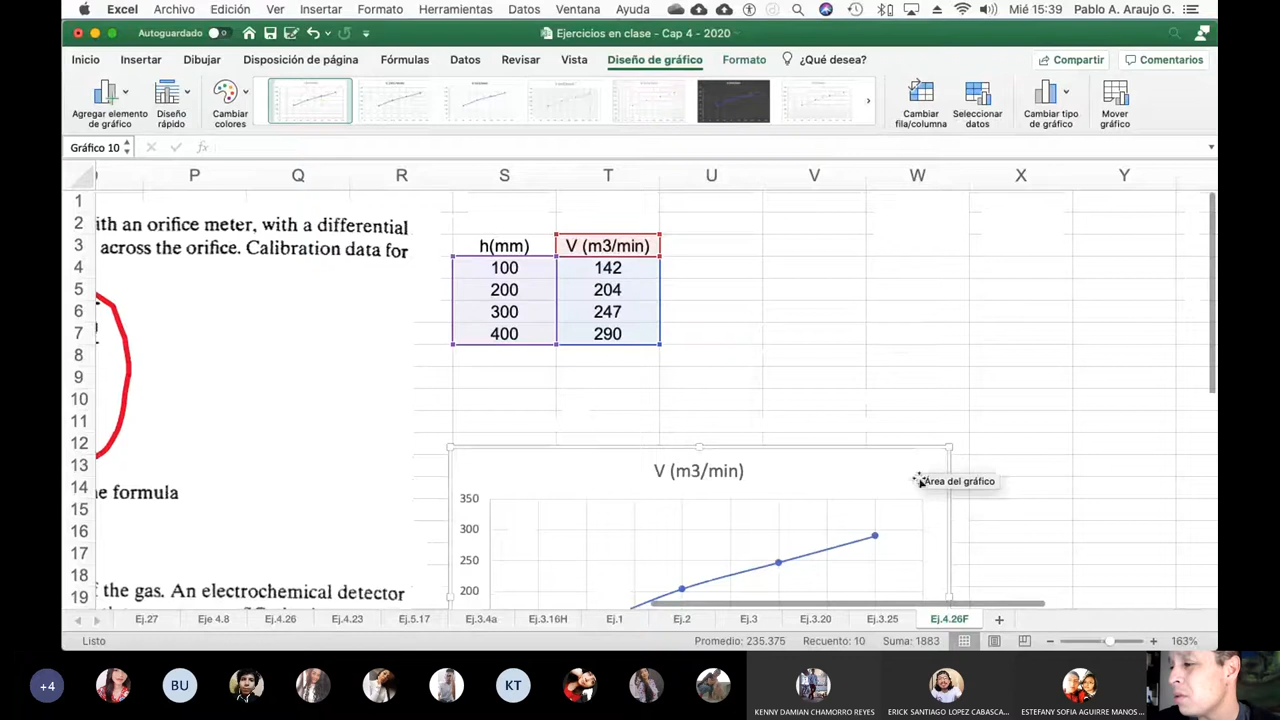 Excel Archivo Edición Ver Insertar Formato Herramientas Datos Ventana Ayuda Mié 15:39 Pablo A. Araujo G.
Autoguardado Ejercicios en clase - Cap 4 - 2020
Inicio Insertar Dibujar Disposición de página Fórmulas Datos Revisar Vista Diseño de gráfico Formato ¿Qué desea? Compartir Comentarios
Agregar elemento de gráfico
Diseño rápido
Cambiar colores
Cambiar fila/columna
Seleccionar datos
Cambiar tipo de gráfico
Mover gráfico
Gráfico 10 fx
P Q R S T U V W X Y
1
2 ith an orifice meter, with a differential
3 across the orifice. Calibration data for h(mm) V (m3/min)
4 100 142
5 200 204
6 300 247
7 400 290
8
9
10
11
12
13 V (m3/min)
14 e formula Área del gráfico
15 350
16 300
17 250
18
19 f the gas. An electrochemical detector 200
Ej.27 Eje 4.8 Ej.4.26 Ej.4.23 Ej.5.17 Ej.3.4a Ej.3.16H Ej.1 Ej.2 Ej.3 Ej.3.20 Ej.3.25 Ej.4.26F
Listo Promedio: 235.375 Recuento: 10 Suma: 1883 163%
+4 BU KT
KENNY DAMIAN CHAMORRO REYES ERICK SANTIAGO LOPEZ CABASCA... ESTEFANY SOFIA AGUIRRE MANOS...